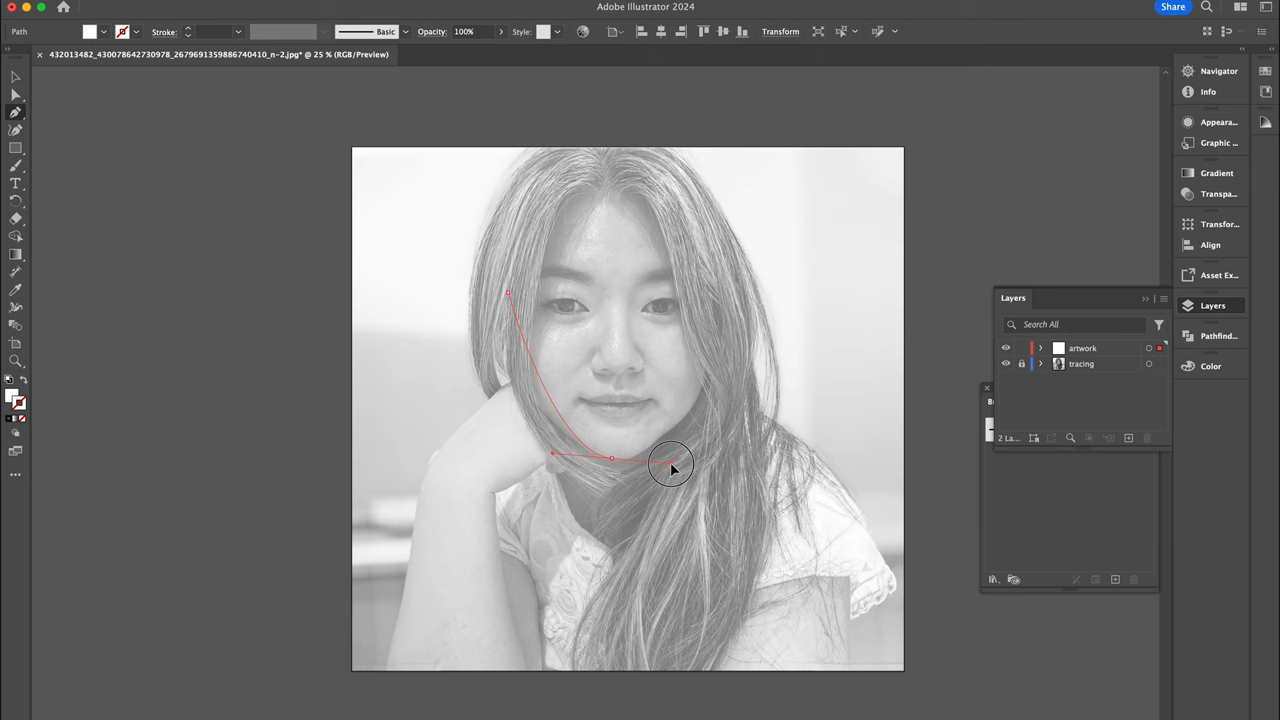 Adobe Illustrator 2024
Share
Path
Stroke:
Basic
Opacity: 100%
Style:
Transform
432013482_430078642730978_2679691359886740410_n-2.jpg* @ 25 % (RGB/Preview)
Navigator
Info
Appeara...
Graphic ...
Gradient
Transpa...
Transfor...
Align
Asset Ex...
Layers
Pathfind...
Color
Layers
Search All
artwork
tracing
2 La...